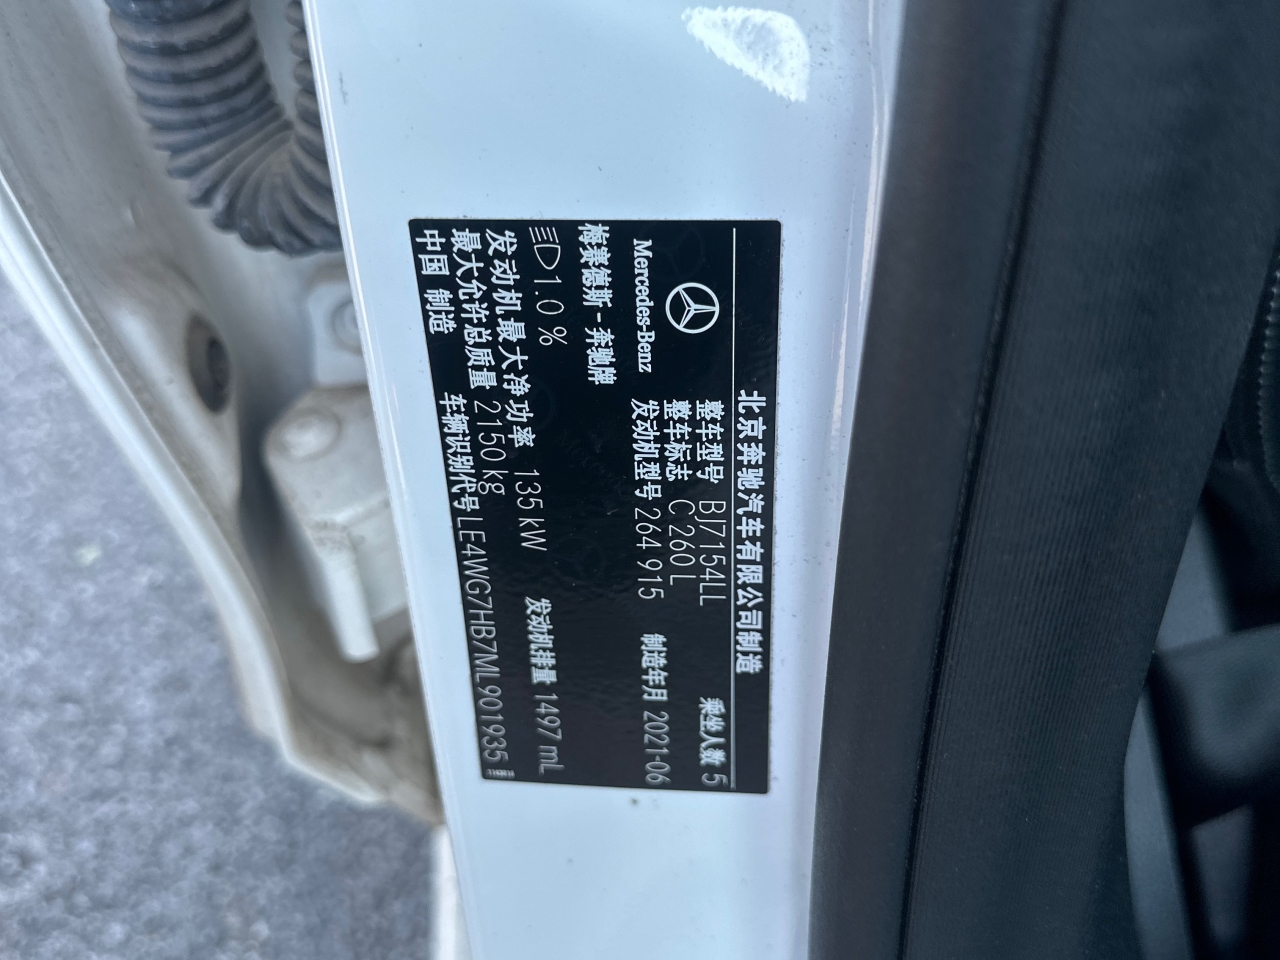 北京奔驰汽车有限公司制造
整车型号 BJ7154LL 乘坐人数 5
整车标志 C 260 L
Mercedes-Benz 发动机型号 264 915 制造年月 2021-06
梅赛德斯-奔驰牌
1.0 %
发动机最大净功率 135 kW 发动机排量 1497 mL
最大允许总质量 2150 kg
中国 制造 车辆识别代号 LE4WG7HB7ML901935